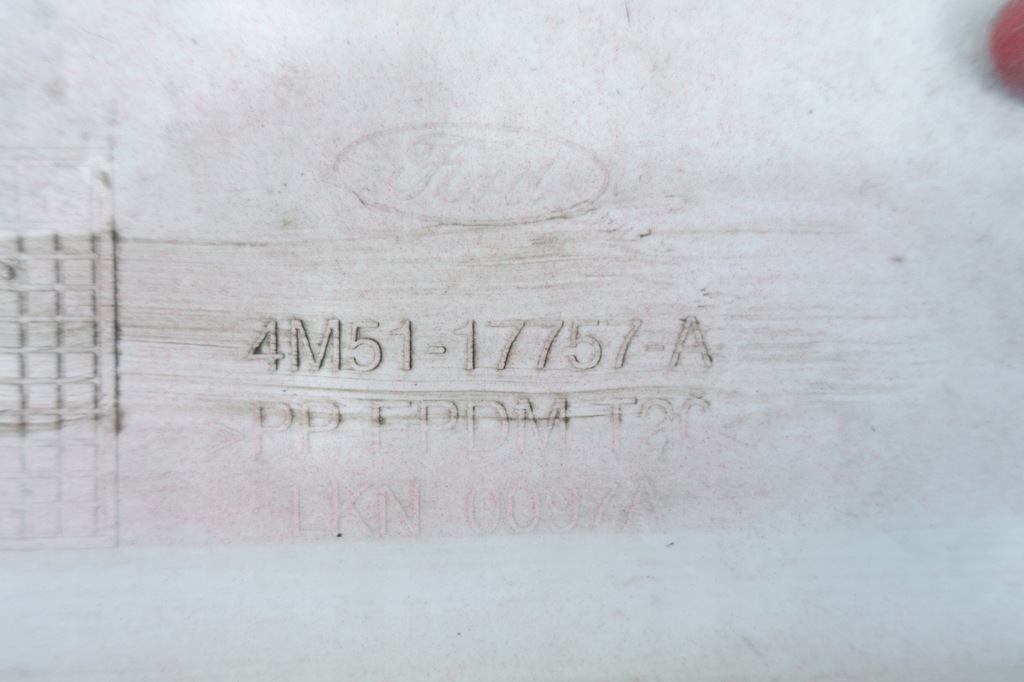 Ford
4M51-17757-A
>PP EPDM T20<
LKN 0097A